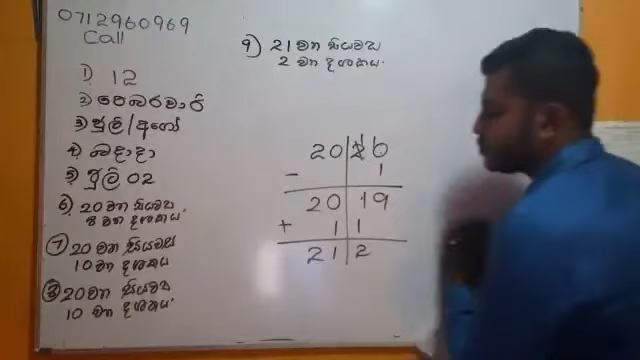 0712960969
Call
1) 12
2) පෙබරවාරි
3) ජුලි/අගෝ
4) බදාදා
5) ජුලි 02
6) 20 වන සියවස
8 වන දශකය.
7) 20 වන සියවස
10 වන දශකය
8) 20 වන සියවස
10 වන දශකය.
9) 21 වන සියවස
2 වන දශකය.
20 | 20
- 1
20 | 19
+ 1 | 1
21 | 2